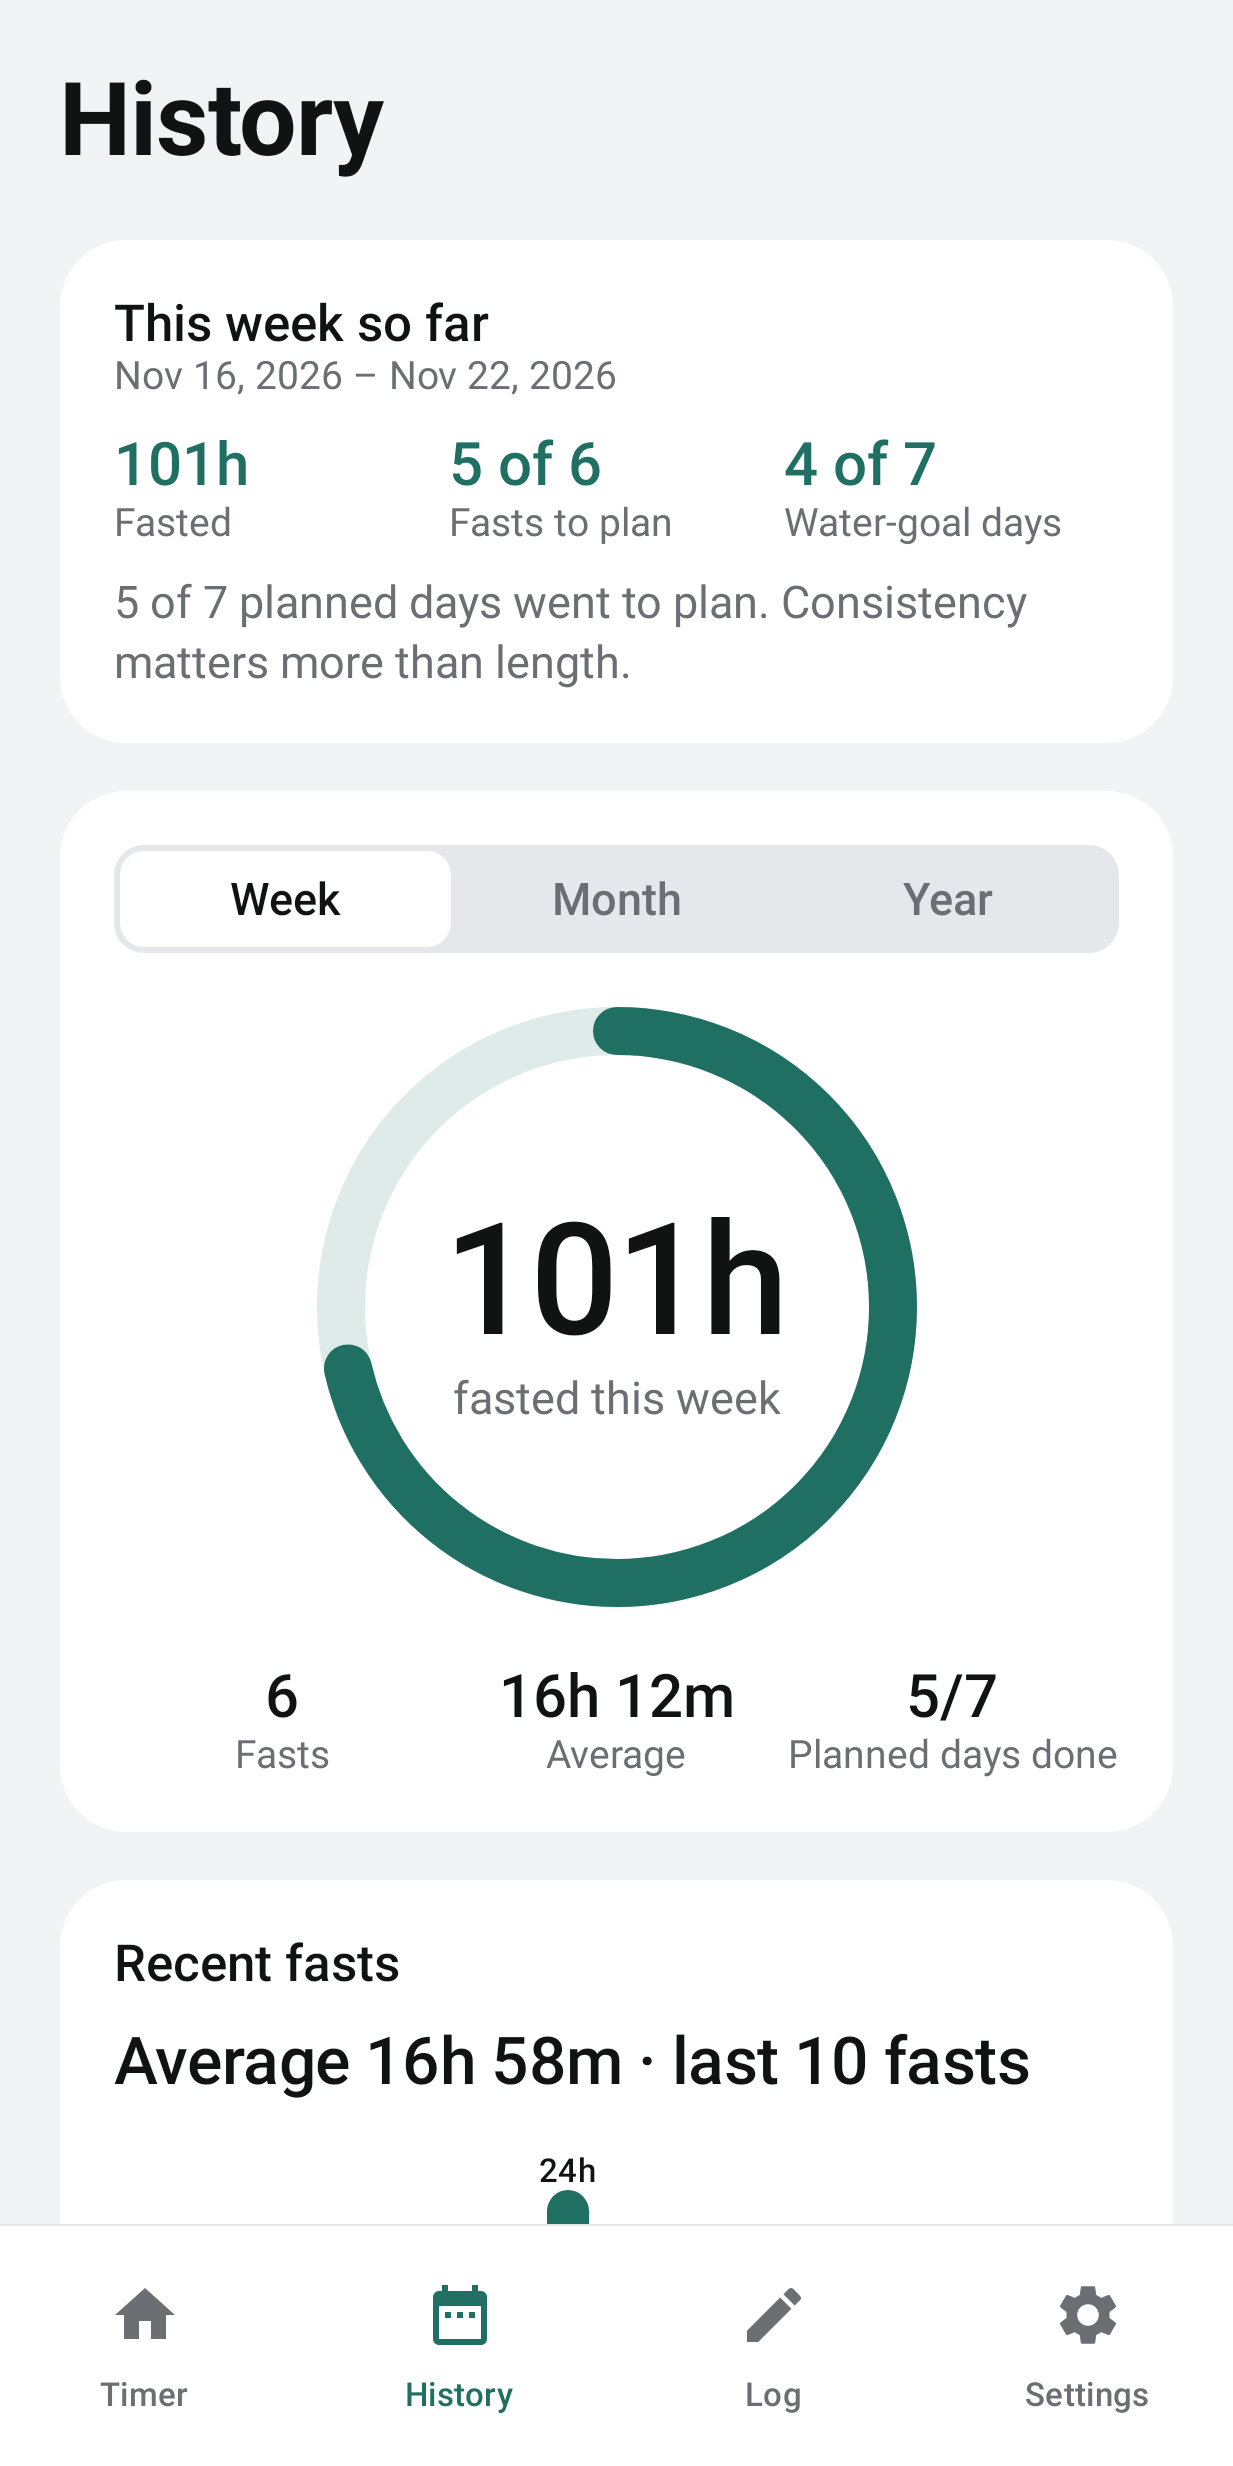 History
This week so far
Nov 16, 2026 – Nov 22, 2026
101h
Fasted
5 of 6
Fasts to plan
4 of 7
Water-goal days
5 of 7 planned days went to plan. Consistency
matters more than length.
Week
Month
Year
101h
fasted this week
6
Fasts
16h 12m
Average
5/7
Planned days done
Recent fasts
Average 16h 58m · last 10 fasts
24h
Timer
History
Log
Settings